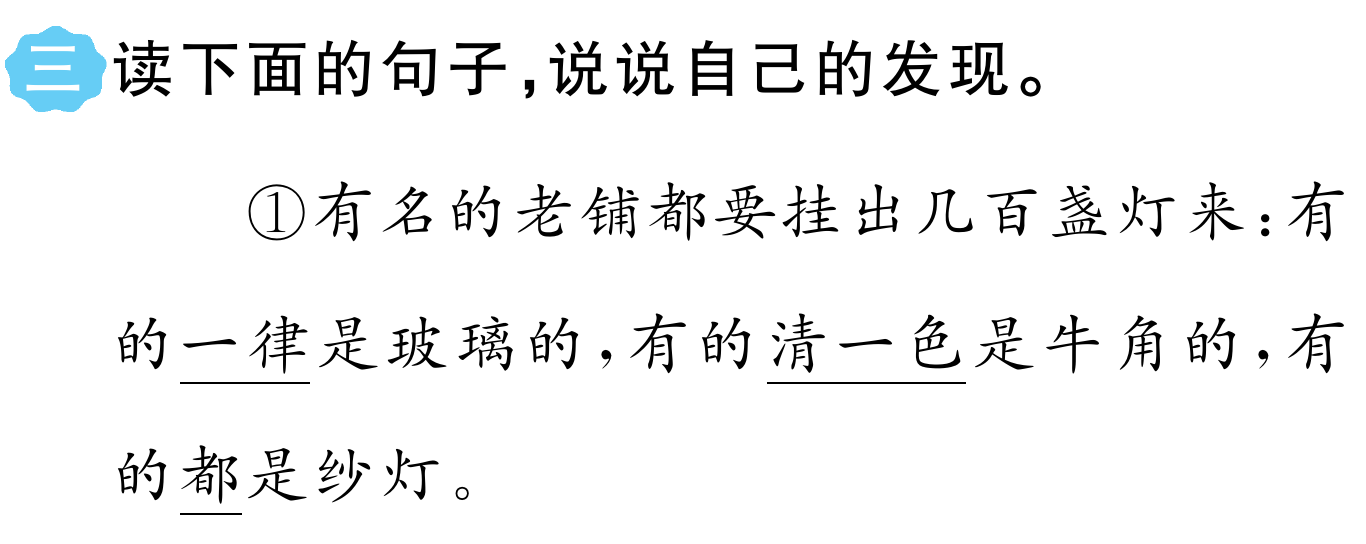 三 读下面的句子,说说自己的发现。
①有名的老铺都要挂出几百盏灯来:有
的一律是玻璃的,有的清一色是牛角的,有
的都是纱灯。